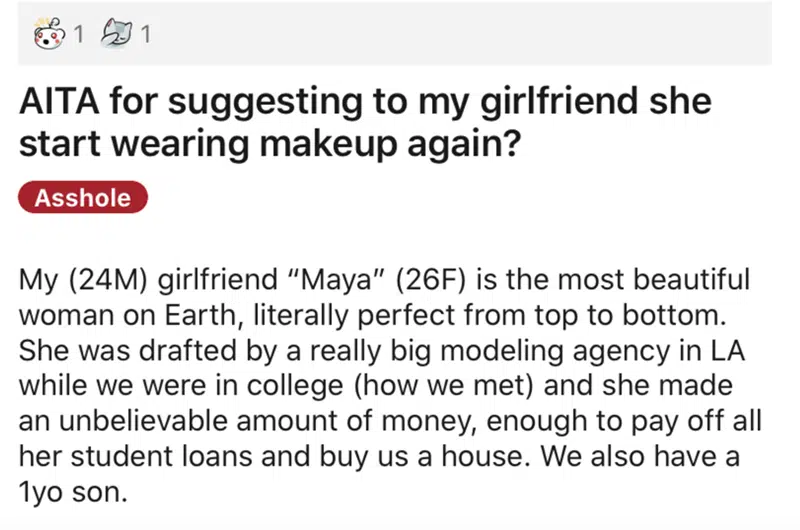 1 1
AITA for suggesting to my girlfriend she
start wearing makeup again?
Asshole
My (24M) girlfriend “Maya” (26F) is the most beautiful
woman on Earth, literally perfect from top to bottom.
She was drafted by a really big modeling agency in LA
while we were in college (how we met) and she made
an unbelievable amount of money, enough to pay off all
her student loans and buy us a house. We also have a
1yo son.